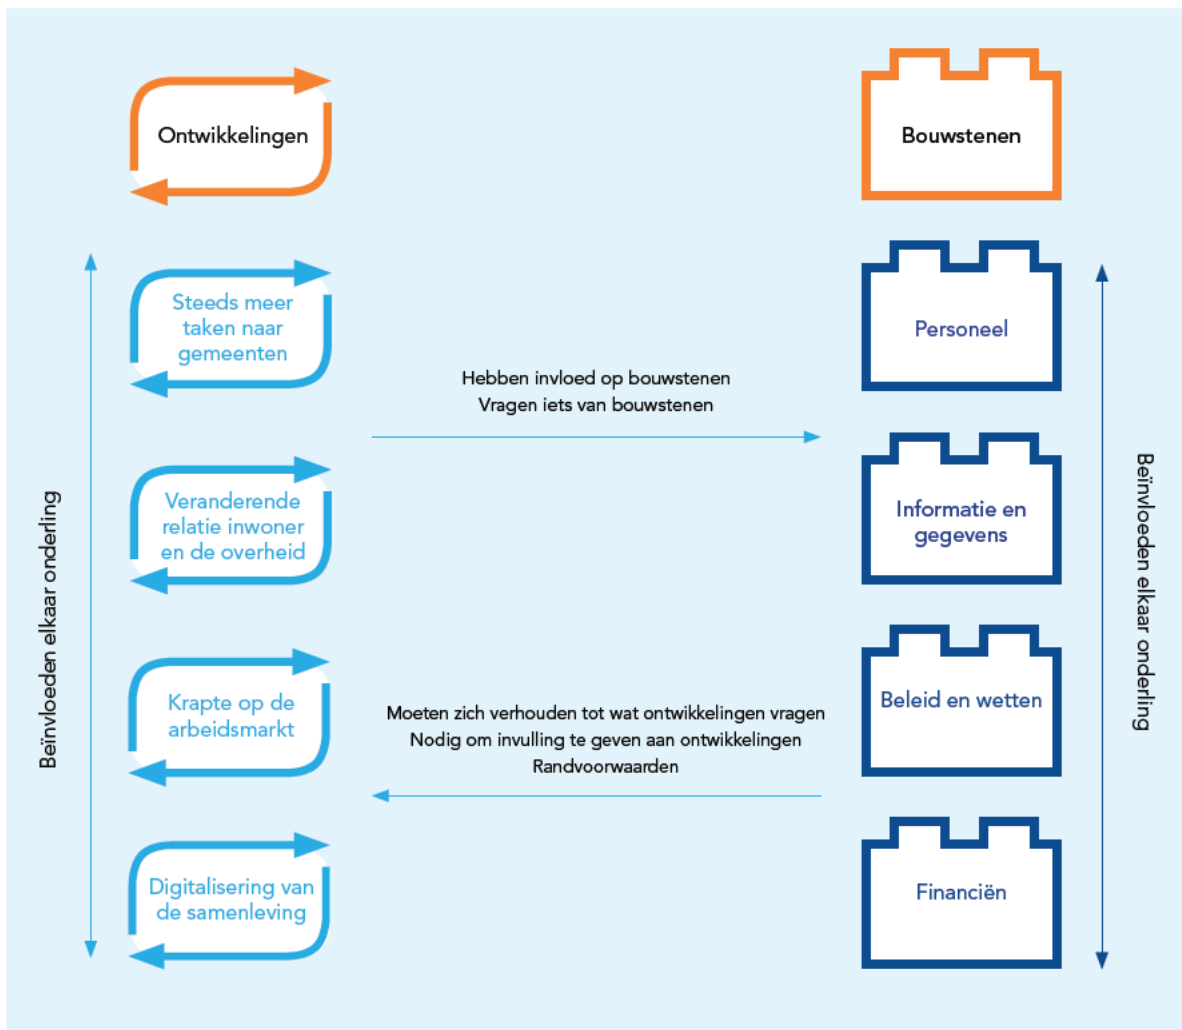 Ontwikkelingen
Bouwstenen
Steeds meer
taken naar
gemeenten
Personeel
Hebben invloed op bouwstenen
Vragen iets van bouwstenen
Veranderende
relatie inwoner
en de overheid
Informatie en
gegevens
Beïnvloeden elkaar onderling
Beïnvloeden elkaar onderling
Krapte op de
arbeidsmarkt
Beleid en wetten
Moeten zich verhouden tot wat ontwikkelingen vragen
Nodig om invulling te geven aan ontwikkelingen
Randvoorwaarden
Digitalisering van
de samenleving
Financiën